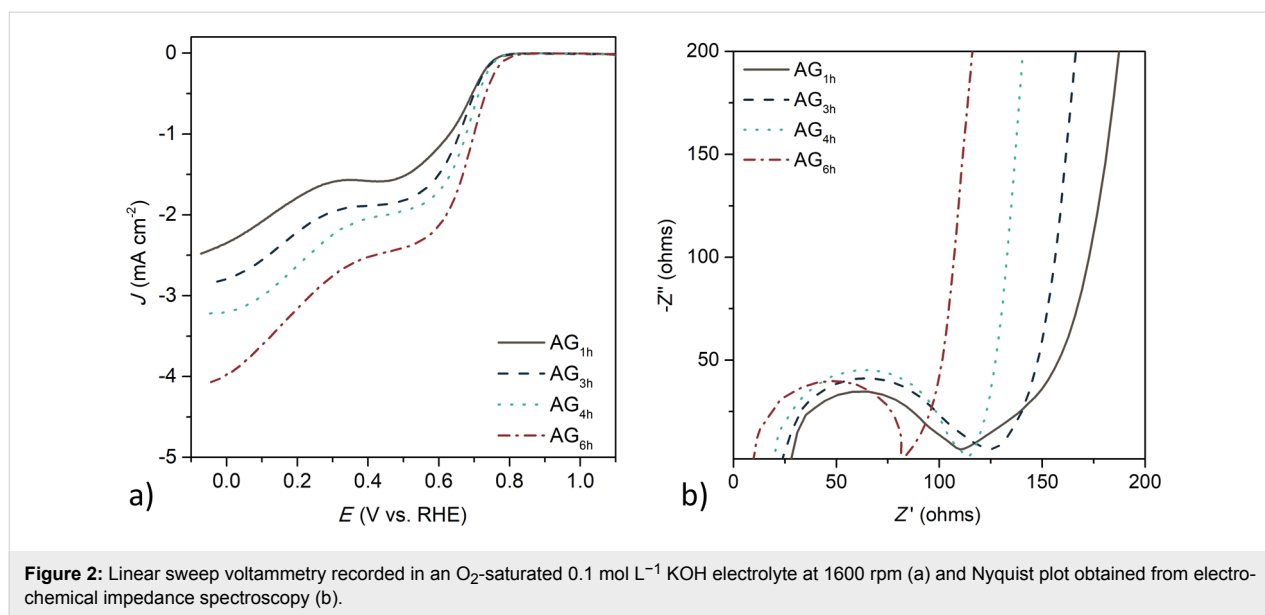 0
-1
-2
-3
-4
-5
J (mA cm⁻²)
0.0 0.2 0.4 0.6 0.8 1.0
E (V vs. RHE)
AG1h
AG3h
AG4h
AG6h
a)
200
150
100
50
-Z'' (ohms)
0 50 100 150 200
Z' (ohms)
AG1h
AG3h
AG4h
AG6h
b)
Figure 2: Linear sweep voltammetry recorded in an O₂-saturated 0.1 mol L⁻¹ KOH electrolyte at 1600 rpm (a) and Nyquist plot obtained from electro-
chemical impedance spectroscopy (b).